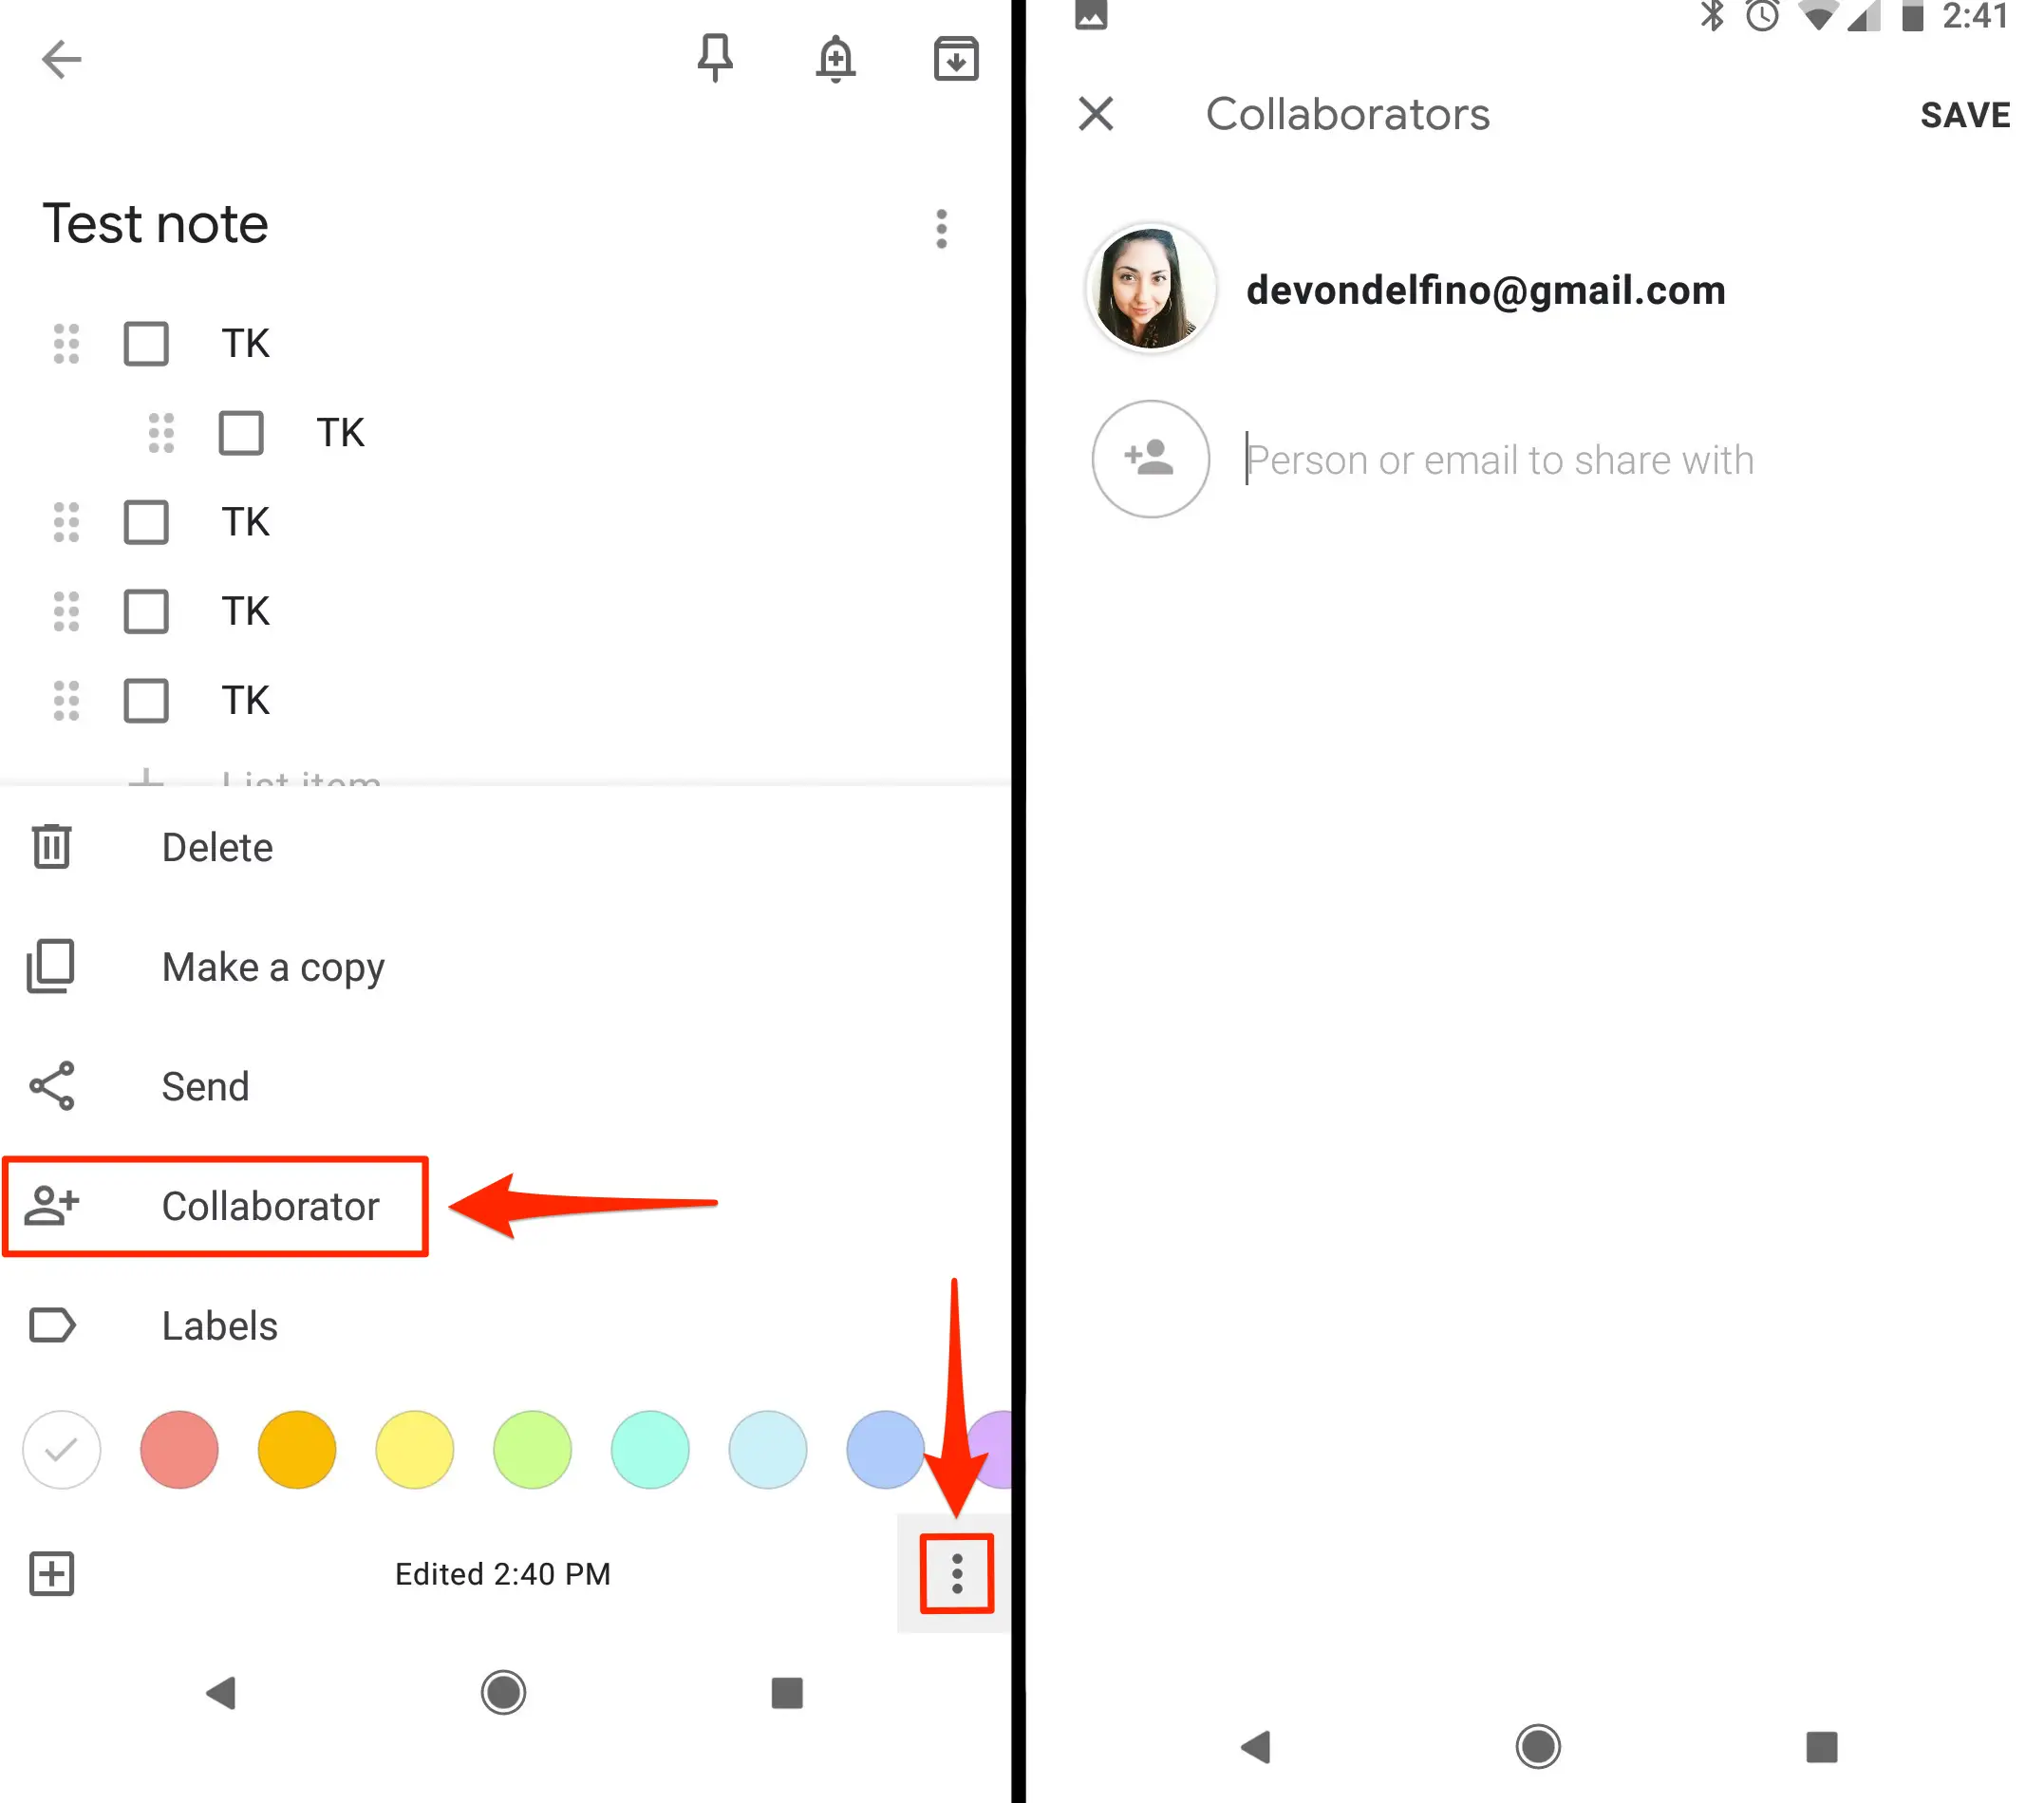 Test note
TK
TK
TK
TK
TK
List item
Delete
Make a copy
Send
Collaborator
Labels
Edited 2:40 PM
2:41
Collaborators
SAVE
devondelfino@gmail.com
Person or email to share with